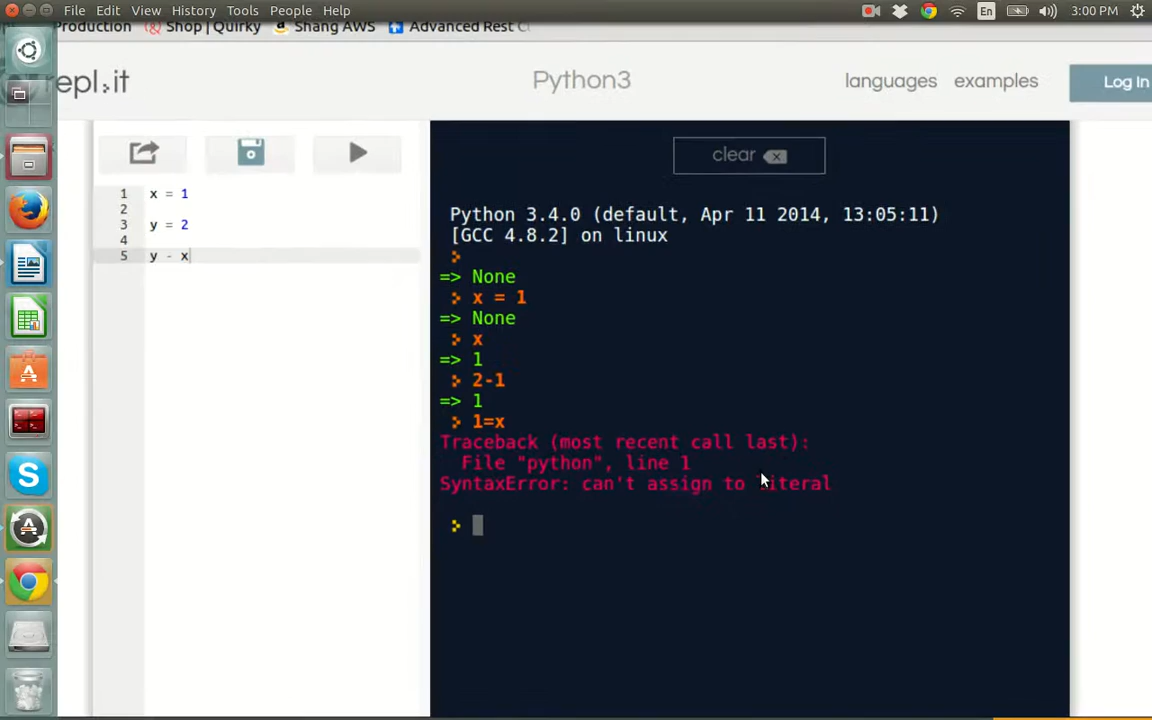 File Edit View History Tools People Help
En
3:00 PM
Production
Shop | Quirky
Shang AWS
Advanced Rest C
repl.it
Python3
languages
examples
Log In
clear
1 x = 1
2
3 y = 2
4
5 y - x
Python 3.4.0 (default, Apr 11 2014, 13:05:11)
[GCC 4.8.2] on linux
=> None
x = 1
=> None
x
=> 1
2-1
=> 1
1=x
Traceback (most recent call last):
File "python", line 1
SyntaxError: can't assign to literal